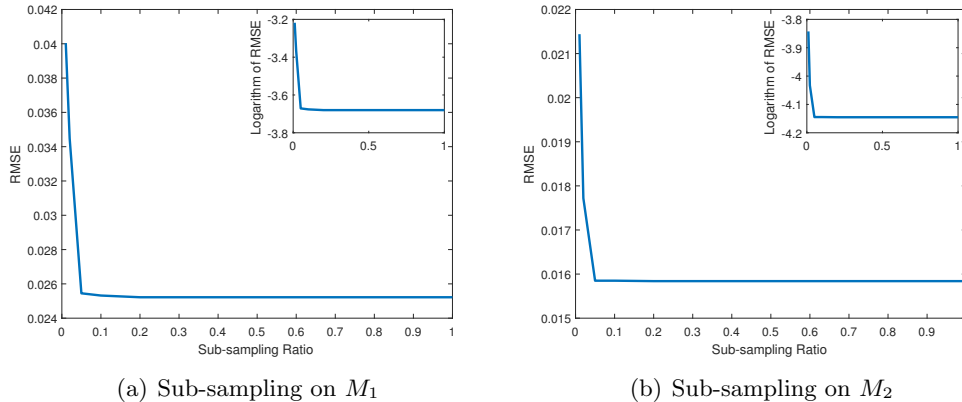 0.042
0.04
0.038
0.036
0.034
0.032
0.03
0.028
0.026
0.024
RMSE
0 0.1 0.2 0.3 0.4 0.5 0.6 0.7 0.8 0.9 1
Sub-sampling Ratio
-3.2
-3.4
-3.6
-3.8
Logarithm of RMSE
0 0.5 1
(a) Sub-sampling on M1
0.022
0.021
0.02
0.019
0.018
0.017
0.016
0.015
RMSE
0 0.1 0.2 0.3 0.4 0.5 0.6 0.7 0.8 0.9
Sub-sampling Ratio
-3.8
-3.9
-4
-4.1
-4.2
Logarithm of RMSE
0 0.5 1
(b) Sub-sampling on M2